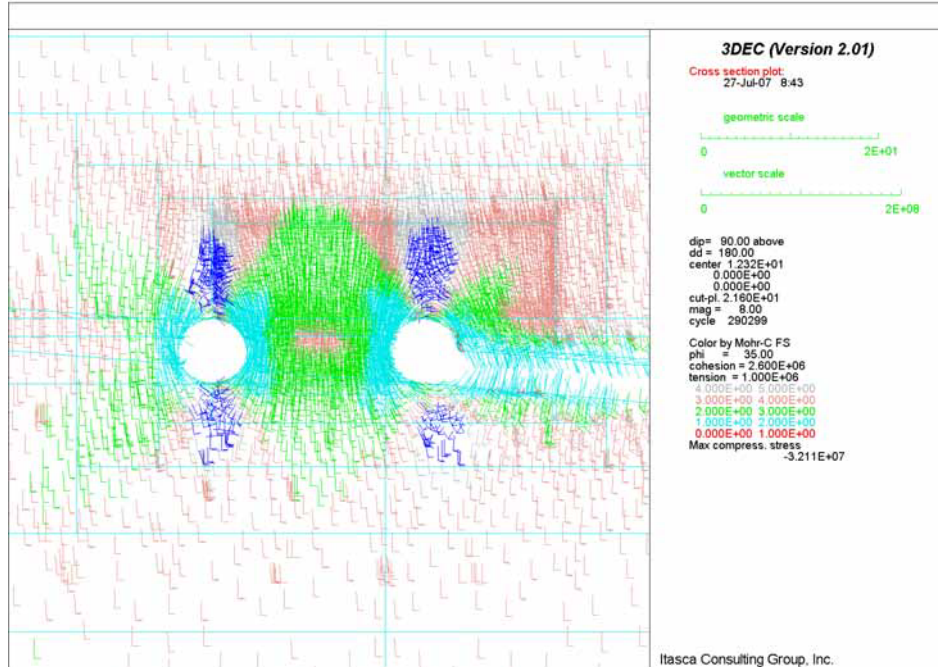 3DEC (Version 2.01)
Cross section plot:
27-Jul-07 8:43
geometric scale
0 2E+01
vector scale
0 2E+08
dip= 90.00 above
dd = 180.00
center 1.232E+01
0.000E+00
0.000E+00
cut-pl. 2.160E+01
mag = 8.00
cycle 290299
Color by Mohr-C FS
phi = 35.00
cohesion = 2.600E+06
tension = 1.000E+06
4.000E+00 5.000E+00
3.000E+00 4.000E+00
2.000E+00 3.000E+00
1.000E+00 2.000E+00
0.000E+00 1.000E+00
Max compress. stress
-3.211E+07
Itasca Consulting Group, Inc.